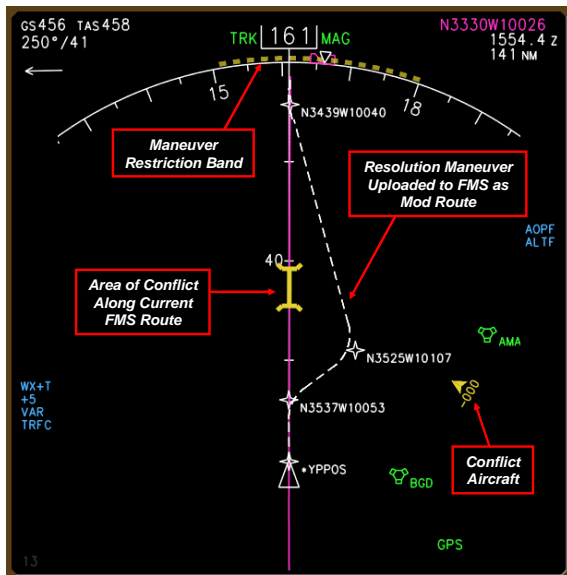 GS456 TAS458
250°/41
TRK 161 MAG
N3330W10026
1554.4 Z
141 NM
15
18
N3439W10040
Maneuver
Restriction Band
Resolution Maneuver
Uploaded to FMS as
Mod Route
AOPF
ALTF
40
Area of Conflict
Along Current
FMS Route
AMA
N3525W10107
-000
WX+T
+5
VAR
TRFC
N3537W10053
Conflict
Aircraft
*YPPOS
BGD
GPS
13